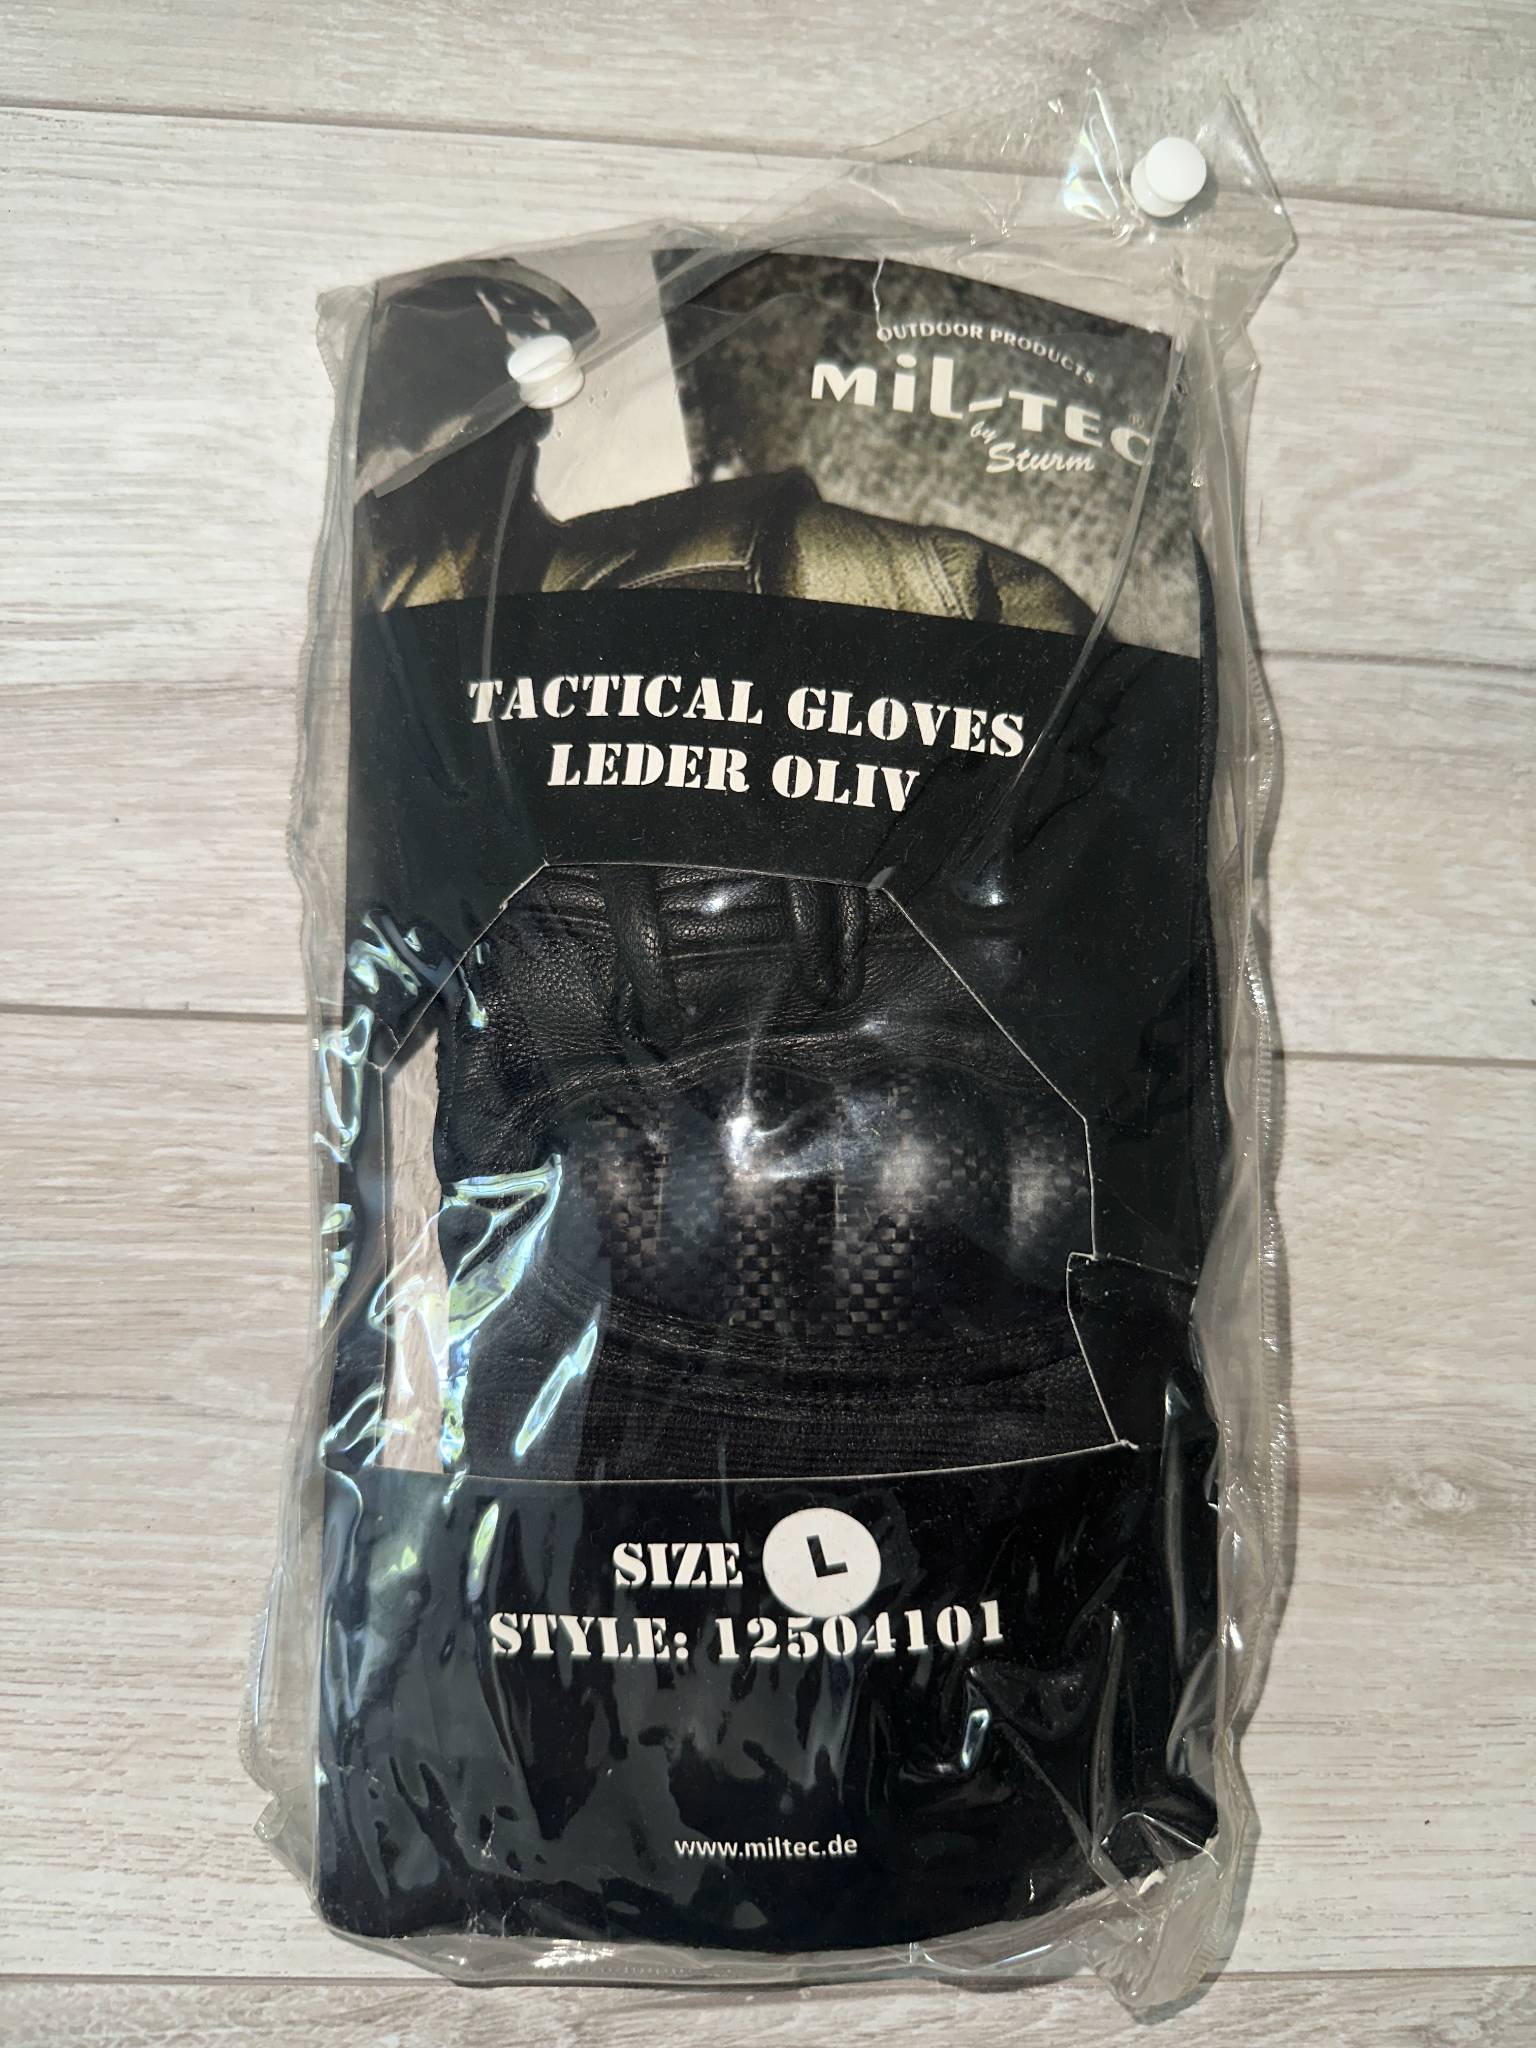 OUTDOOR PRODUCTS
MiL-TEC®
by Sturm
TACTICAL GLOVES
LEDER OLIV
SIZE L
STYLE: 12504101
www.miltec.de